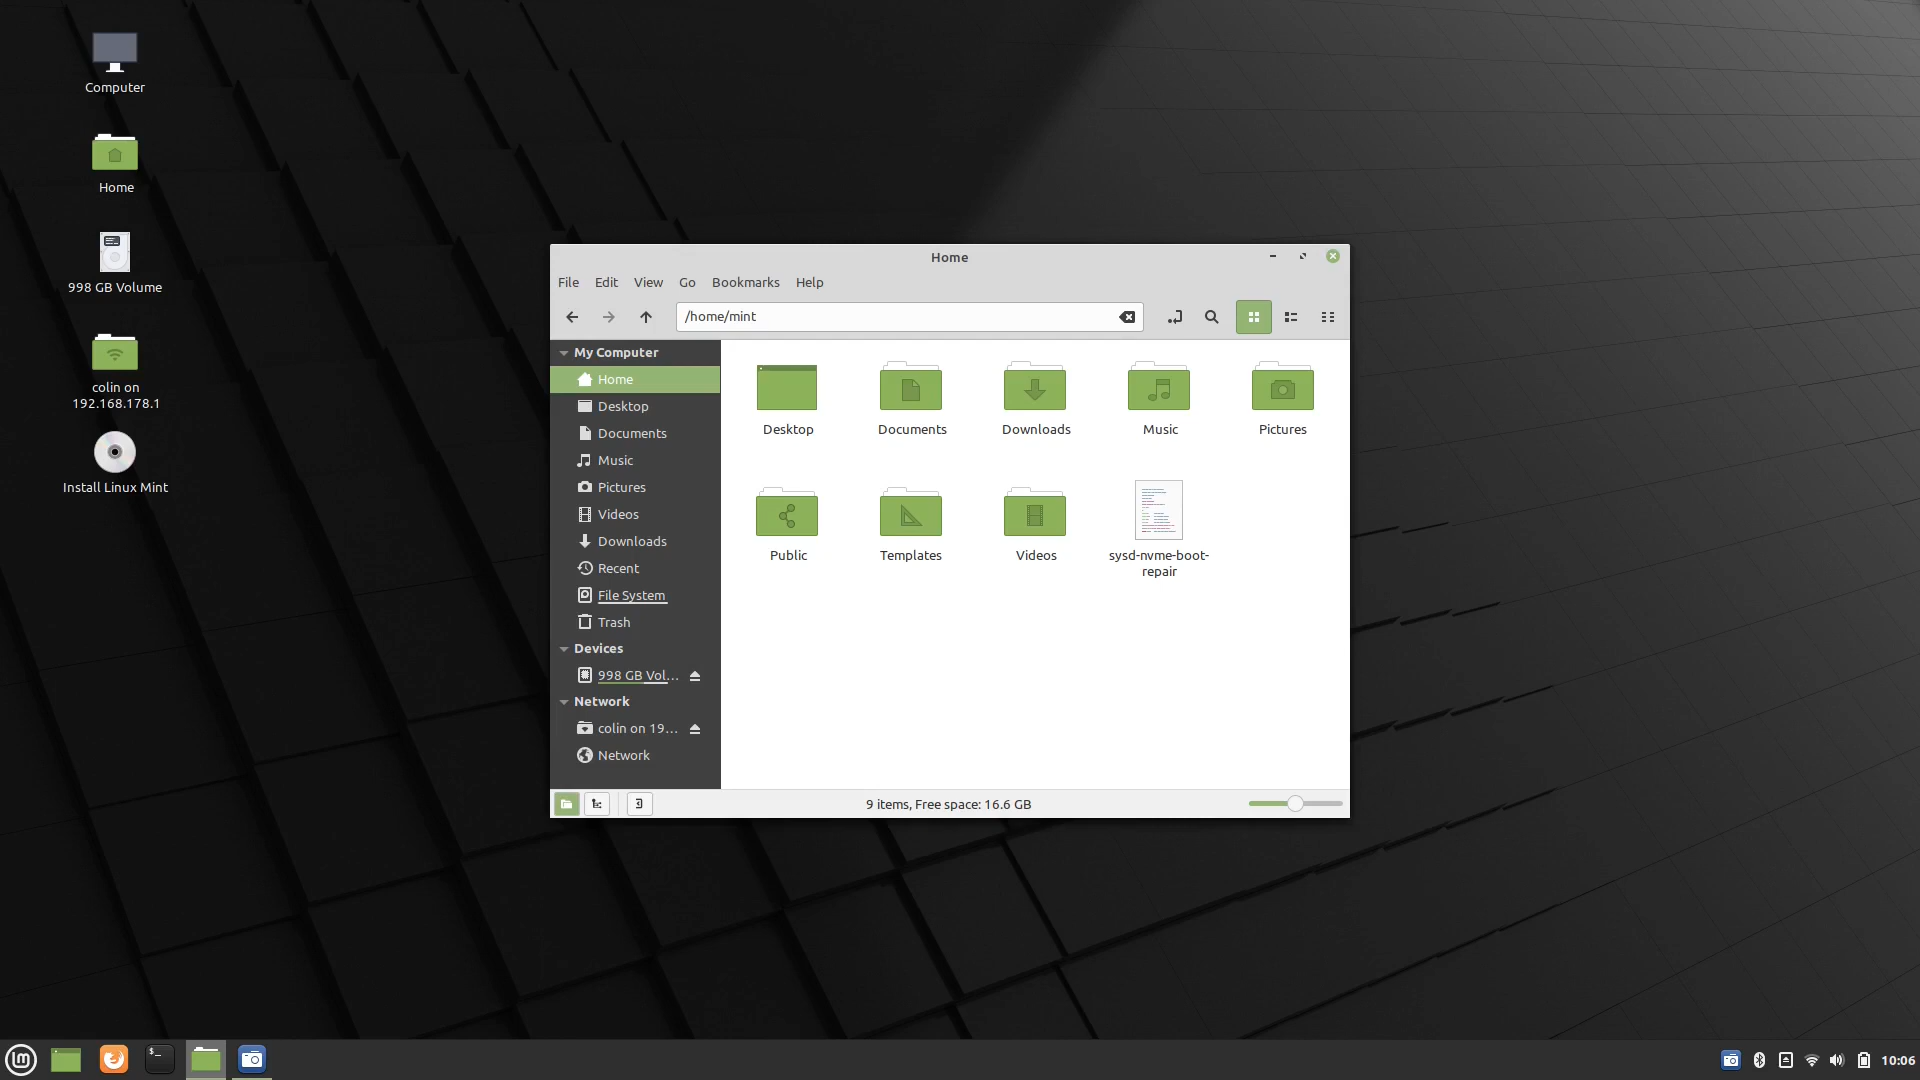 Computer
Home
998 GB Volume
colin on
192.168.178.1
Install Linux Mint
Home
File Edit View Go Bookmarks Help
/home/mint
My Computer
Home
Desktop
Documents
Music
Pictures
Videos
Downloads
Recent
File System
Trash
Devices
998 GB Vol...
Network
colin on 19...
Network
Desktop Documents Downloads Music Pictures
Public Templates Videos sysd-nvme-boot-
repair
9 items, Free space: 16.6 GB
lm
$_
10:06